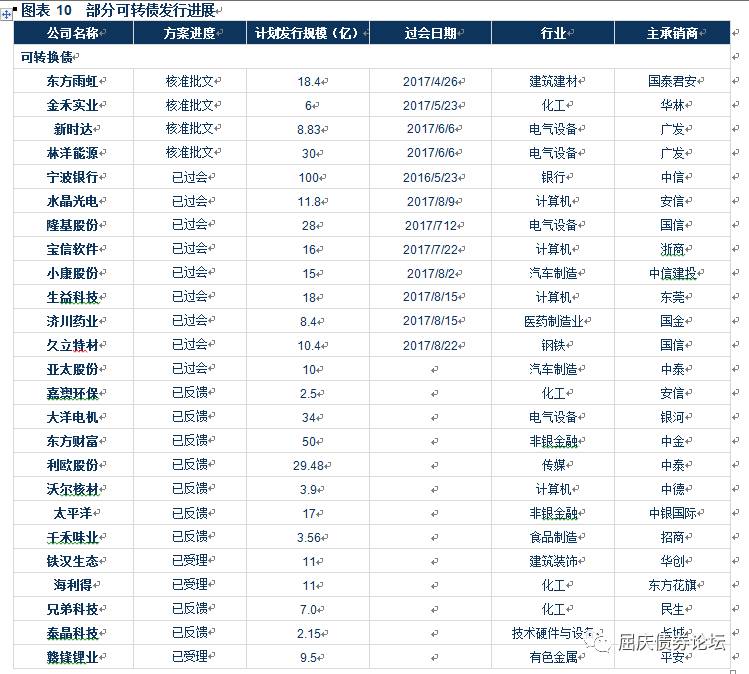 图表 10 部分可转债发行进展
公司名称 方案进度 计划发行规模（亿） 过会日期 行业 主承销商
可转换债
东方雨虹 核准批文 18.4 2017/4/26 建筑建材 国泰君安
金禾实业 核准批文 6 2017/5/23 化工 华林
新时达 核准批文 8.83 2017/6/6 电气设备 广发
林洋能源 核准批文 30 2017/6/6 电气设备 广发
宁波银行 已过会 100 2016/5/23 银行 中信
水晶光电 已过会 11.8 2017/8/9 计算机 安信
隆基股份 已过会 28 2017/712 电气设备 国信
宝信软件 已过会 16 2017/7/22 计算机 浙商
小康股份 已过会 15 2017/8/2 汽车制造 中信建投
生益科技 已过会 18 2017/8/15 计算机 东莞
济川药业 已过会 8.4 2017/8/15 医药制造业 国金
久立特材 已过会 10.4 2017/8/22 钢铁 国信
亚太股份 已过会 10 汽车制造 中泰
嘉澳环保 已反馈 2.5 化工 安信
大洋电机 已反馈 34 电气设备 银河
东方财富 已反馈 50 非银金融 中金
利欧股份 已反馈 29.48 传媒 中泰
沃尔核材 已反馈 3.9 计算机 中德
太平洋 已反馈 17 非银金融 中银国际
千禾味业 已反馈 3.56 食品制造 招商
铁汉生态 已受理 11 建筑装饰 华创
海利得 已受理 11 化工 东方花旗
兄弟科技 已反馈 7.0 化工 民生
泰晶科技 已反馈 2.15 技术硬件与设备 长城
赣锋锂业 已受理 9.5 有色金属 平安
屈庆债券论坛